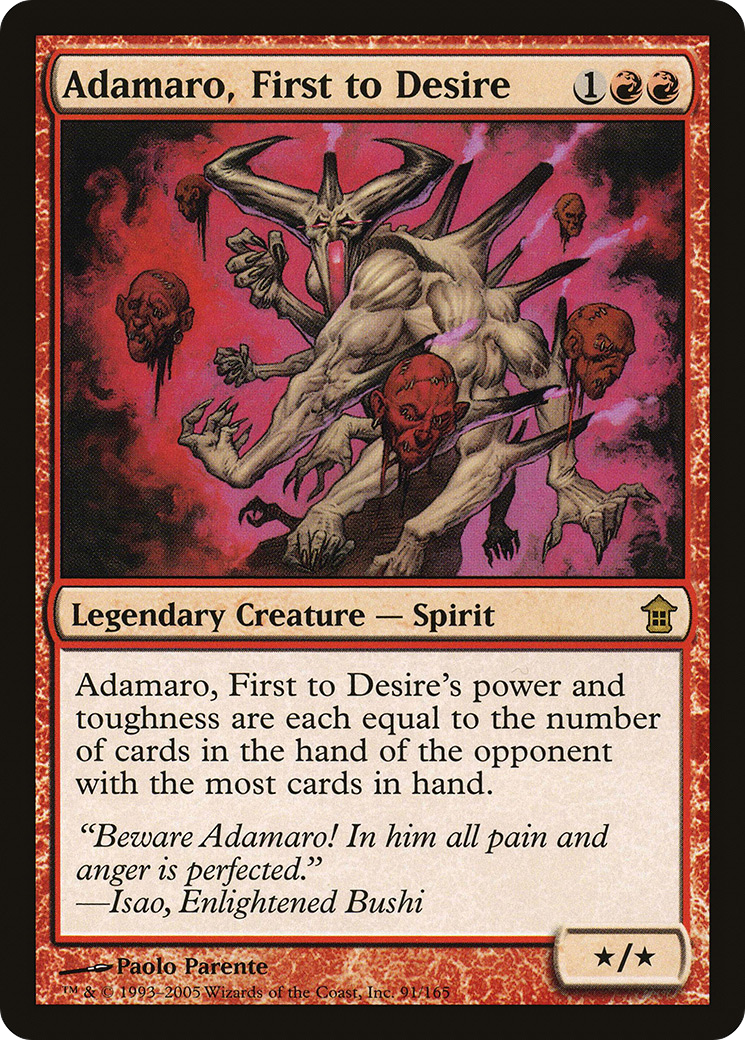 Adamaro, First to Desire 1
Legendary Creature — Spirit
Adamaro, First to Desire's power and
toughness are each equal to the number
of cards in the hand of the opponent
with the most cards in hand.
“Beware Adamaro! In him all pain and
anger is perfected.”
—Isao, Enlightened Bushi
★/★
Paolo Parente
™ & © 1993–2005 Wizards of the Coast, Inc. 91/165